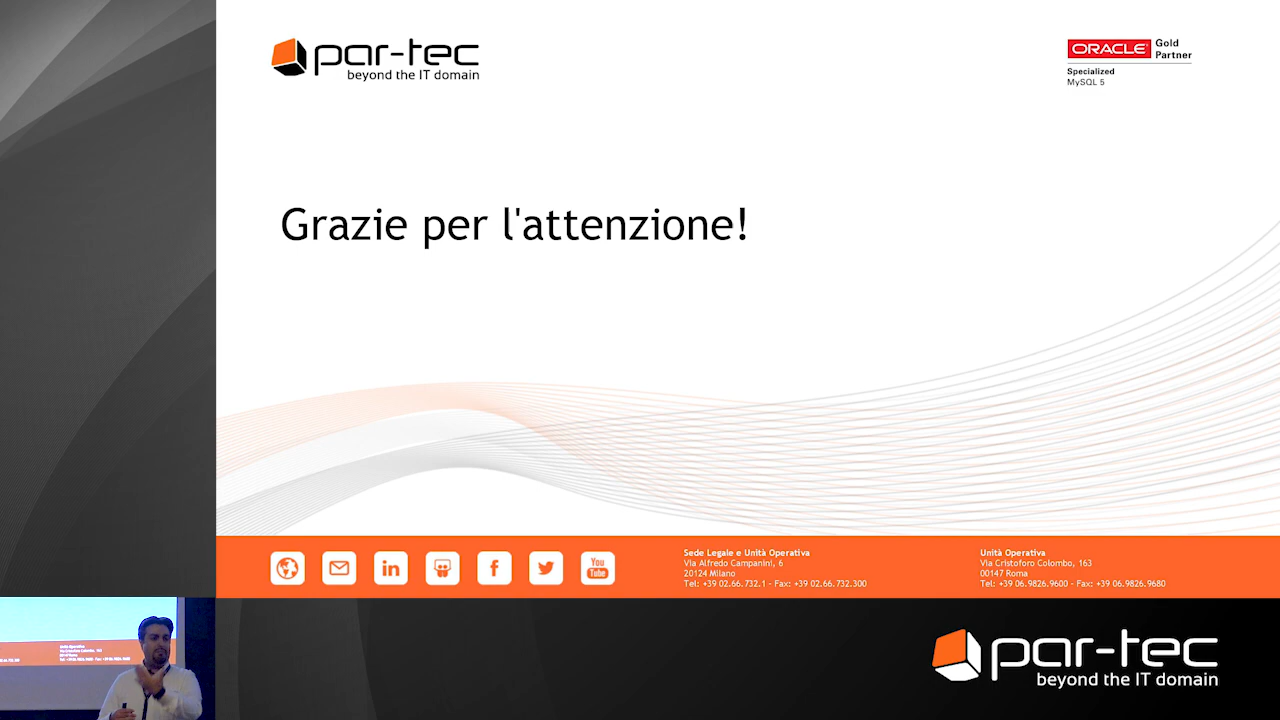 par-tec
beyond the IT domain
ORACLE
Gold
Partner
Specialized
MySQL 5
Grazie per l'attenzione!
You
Tube
Sede Legale e Unità Operativa
Via Alfredo Campanini, 6
20124 Milano
Tel: +39 02.66.732.1 - Fax: +39 02.66.732.300
Unità Operativa
Via Cristoforo Colombo, 163
00147 Roma
Tel: +39 06.9826.9600 - Fax: +39 06.9826.9680
par-tec
beyond the IT domain